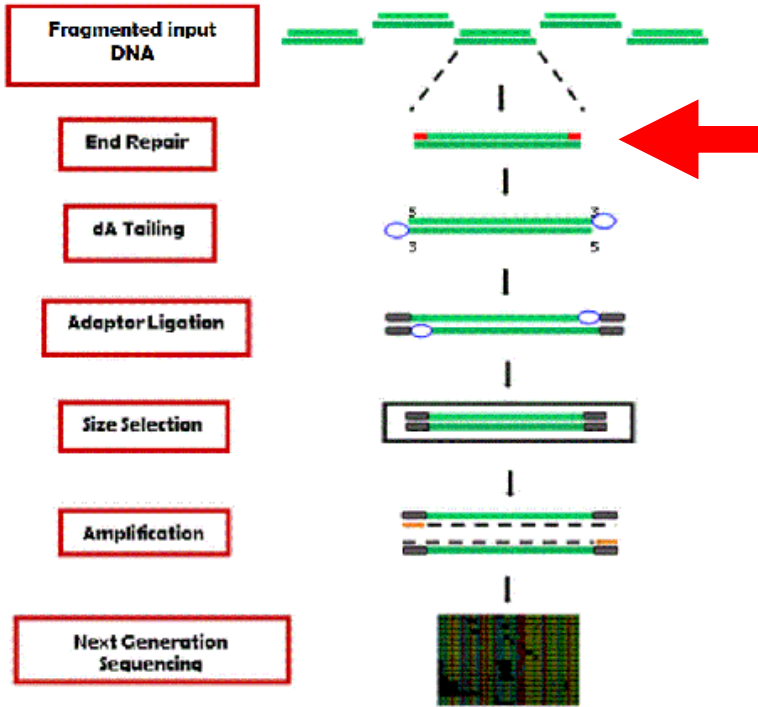 Fragmented input
DNA
End Repair
dA Tailing
5 3
3 5
Adaptor Ligation
Size Selection
Amplification
Next Generation
Sequencing